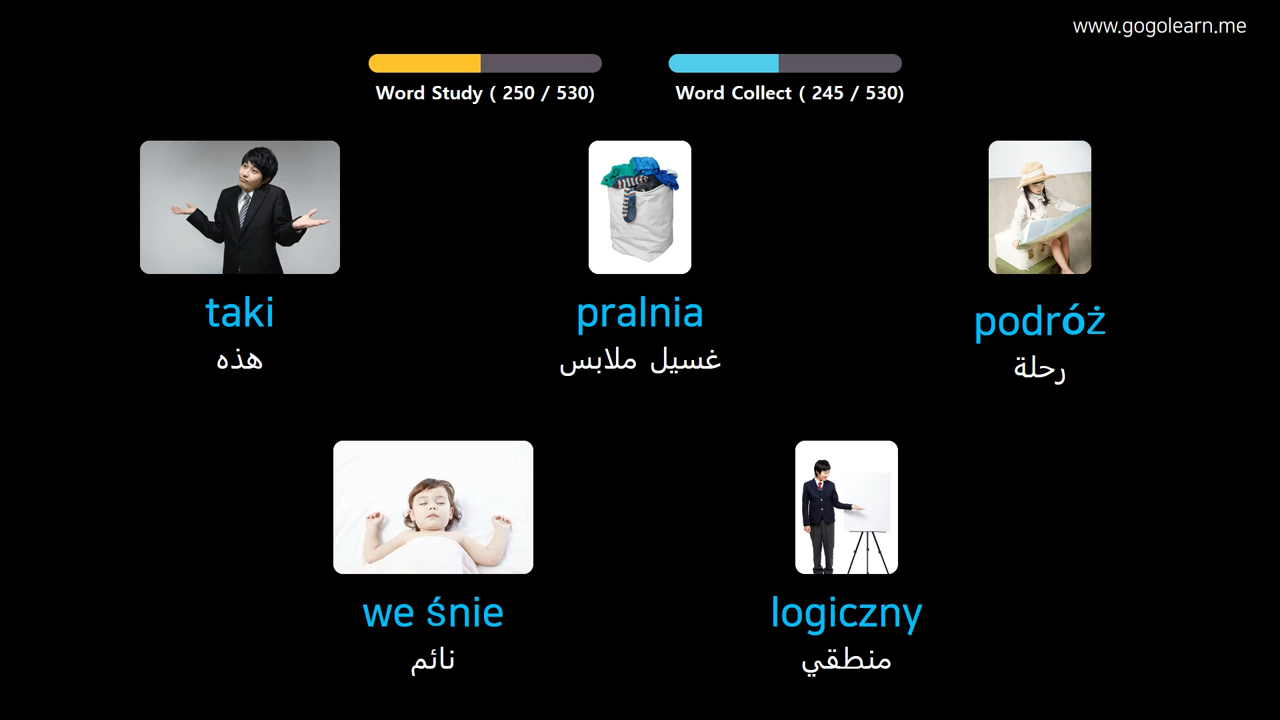 www.gogolearn.me
Word Study ( 250 / 530)
Word Collect ( 245 / 530)
taki
هذه
pralnia
غسيل ملابس
podróż
رحلة
we śnie
نائم
logiczny
منطقي